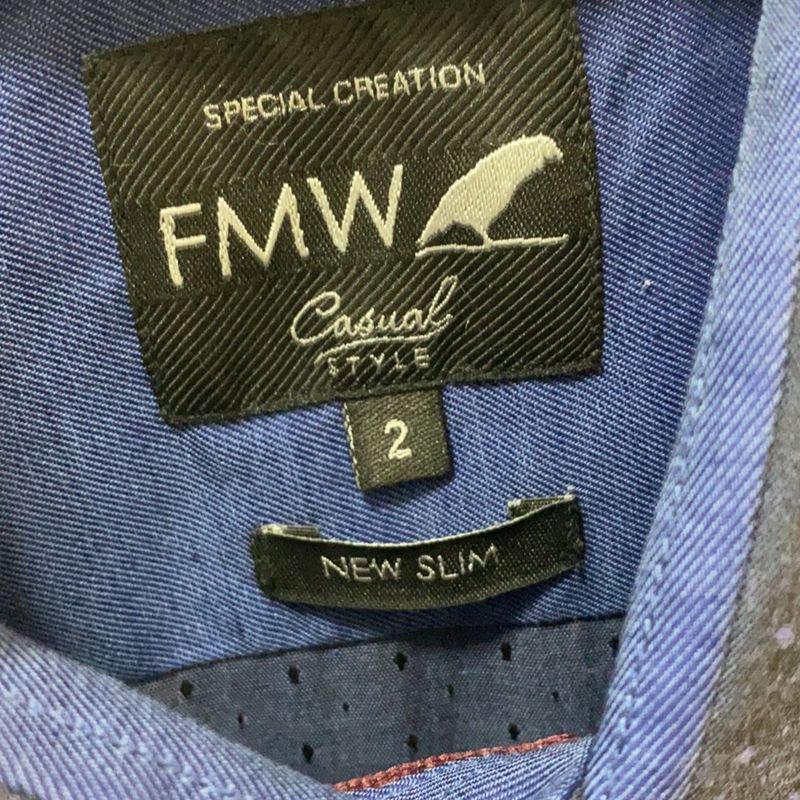 SPECIAL CREATION
FMW
Casual
STYLE
2
NEW SLIM